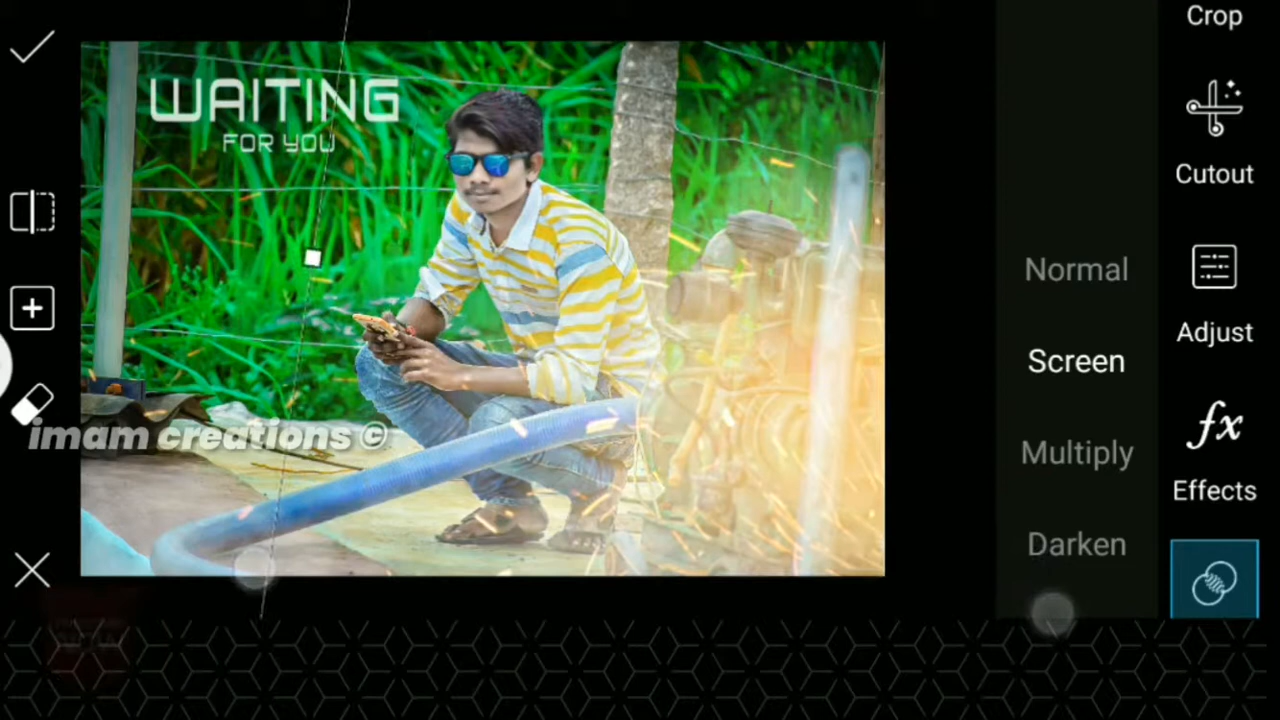 WAITING
FOR YOU
imam creations ©
Crop
Cutout
Adjust
fx
Effects
Normal
Screen
Multiply
Darken